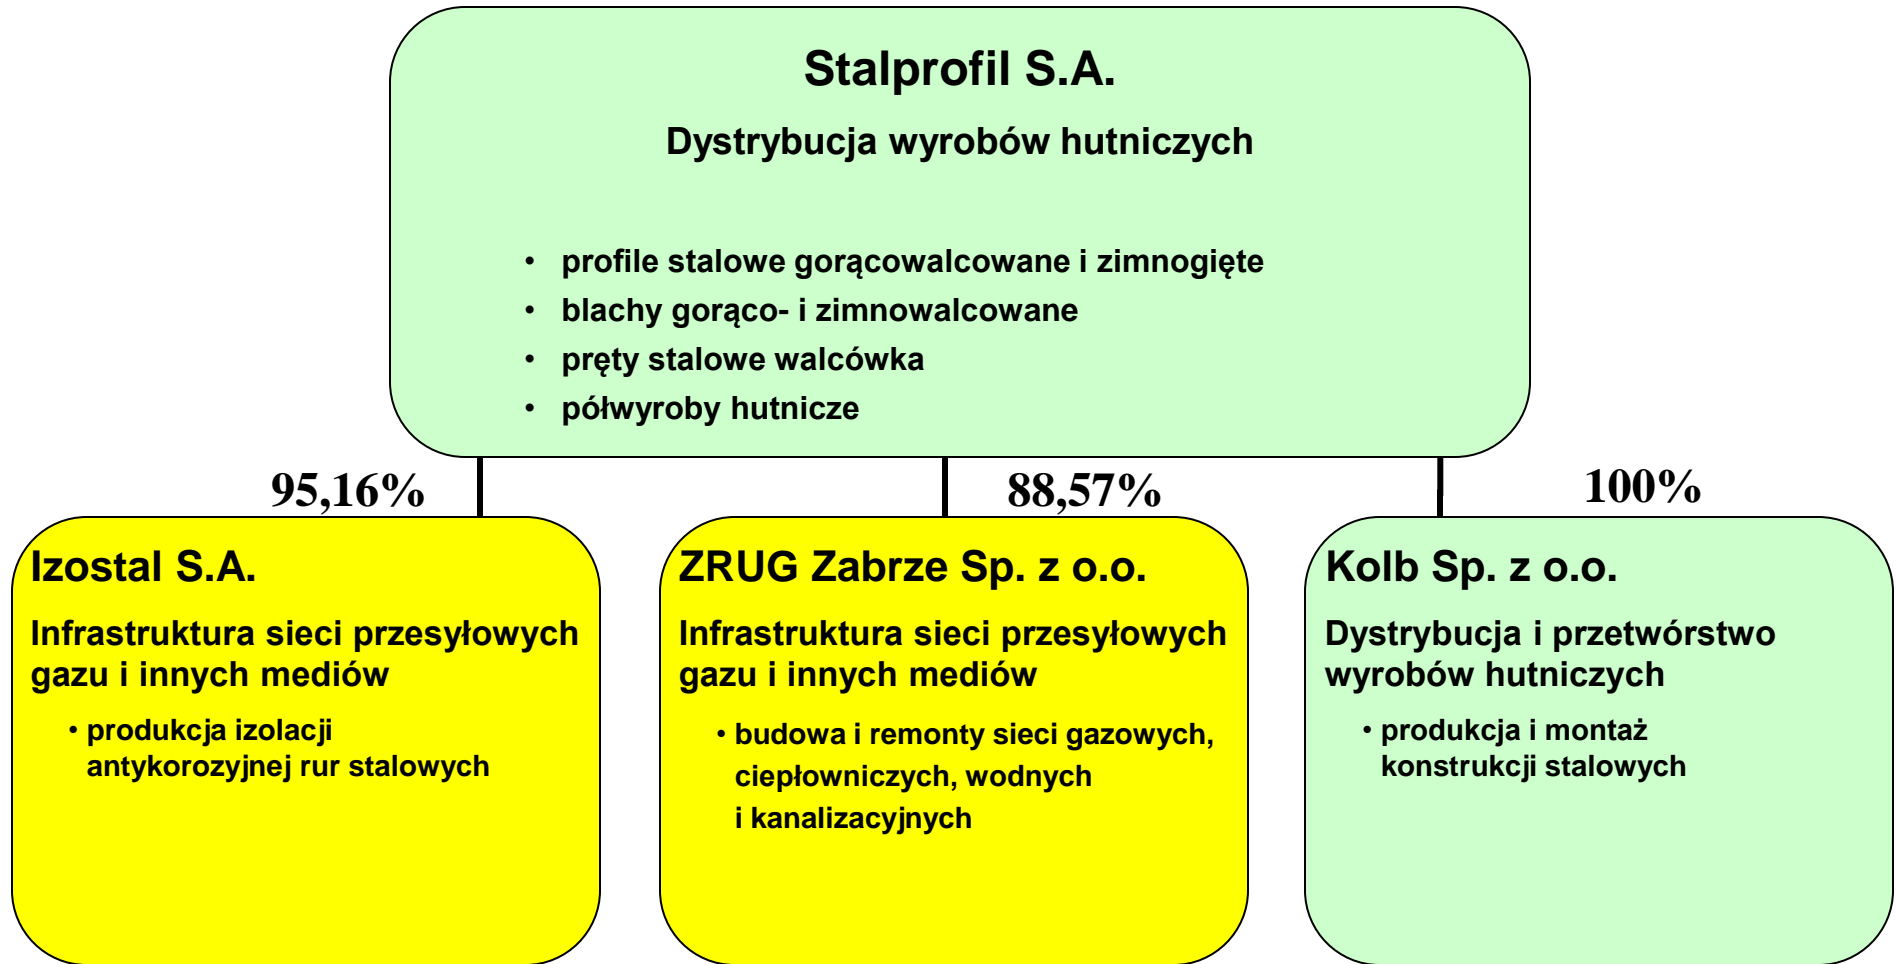 Stalprofil S.A.
Dystrybucja wyrobów hutniczych
• profile stalowe gorącowalcowane i zimnogięte
• blachy gorąco- i zimnowalcowane
• pręty stalowe walcówka
• półwyroby hutnicze
95,16%
88,57%
100%
Izostal S.A.
Infrastruktura sieci przesyłowych
gazu i innych mediów
• produkcja izolacji
antykorozyjnej rur stalowych
ZRUG Zabrze Sp. z o.o.
Infrastruktura sieci przesyłowych
gazu i innych mediów
• budowa i remonty sieci gazowych,
ciepłowniczych, wodnych
i kanalizacyjnych
Kolb Sp. z o.o.
Dystrybucja i przetwórstwo
wyrobów hutniczych
• produkcja i montaż
konstrukcji stalowych